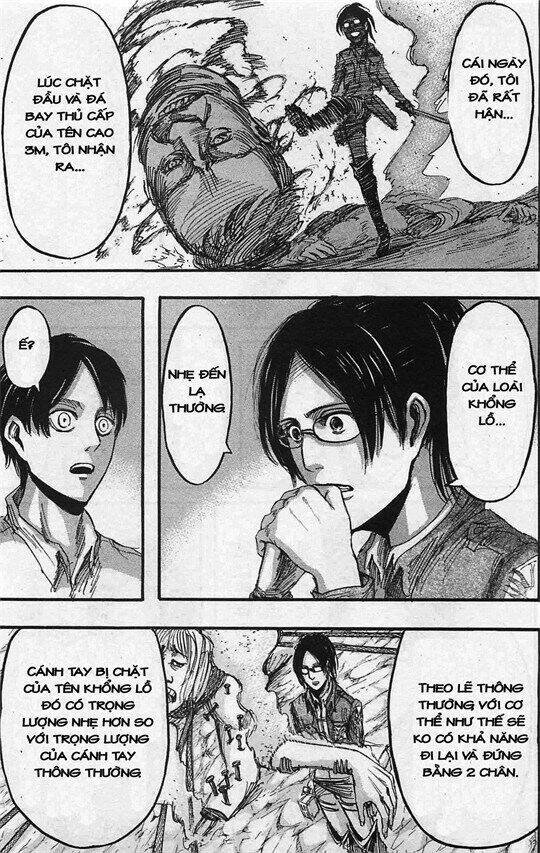 CÁI NGÀY
ĐÓ, TÔI
ĐÃ RẤT
HẬN...
LÚC CHẶT
ĐẦU VÀ ĐÁ
BAY THỦ CẤP
CỦA TÊN CAO
3M, TÔI NHẬN
RA...
CƠ THỂ
CỦA LOÀI
KHỔNG
LỒ...
NHẸ ĐẾN
LẠ
THƯỜNG
Ế?
THEO LẼ THÔNG
THƯỜNG VỚI CƠ
THỂ NHƯ THẾ SẼ
KO CÓ KHẢ NĂNG
ĐI LẠI VÀ ĐỨNG
BẰNG 2 CHÂN.
CÁNH TAY BỊ CHẶT
CỦA TÊN KHỔNG LỒ
ĐÓ CÓ TRỌNG
LƯỢNG NHẸ HƠN SO
VỚI TRỌNG LƯỢNG
CỦA CÁNH TAY
THÔNG THƯỜNG.